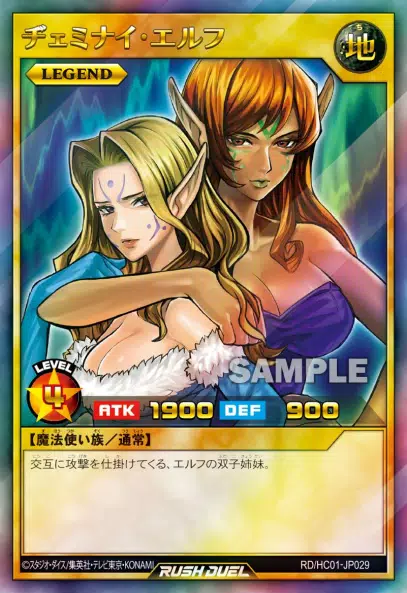 ヂェミナイ・エルフ
地
LEGEND
SAMPLE
LEVEL
4
ATK 1900 DEF 900
【魔法使い族／通常】
交互に攻撃を仕掛けてくる、エルフの双子姉妹。
©スタジオ・ダイス/集英社・テレビ東京・KONAMI
RUSH DUEL
RD/HC01-JP029